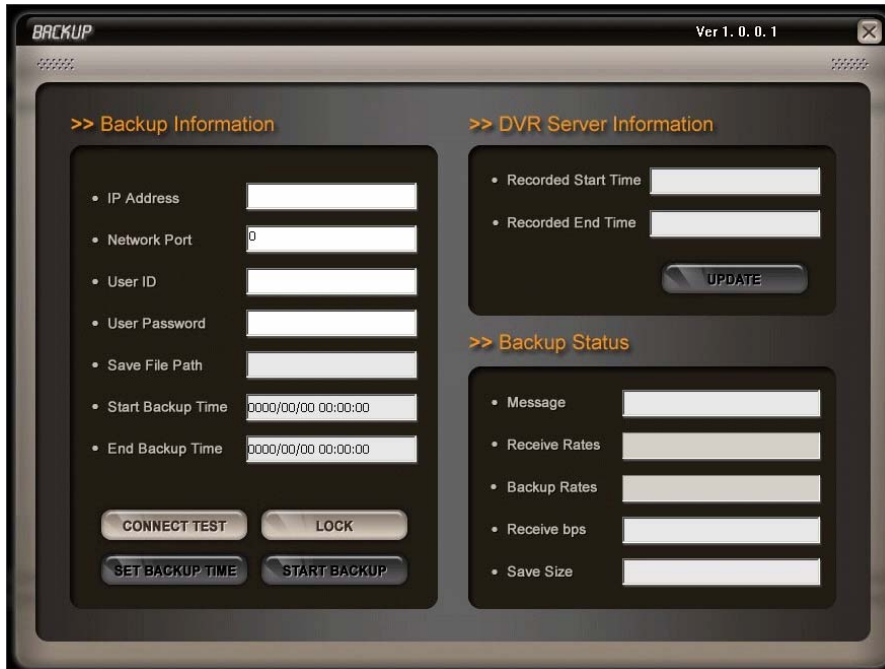 BACKUP
Ver 1. 0. 0. 1
>> Backup Information
• IP Address
• Network Port 0
• User ID
• User Password
• Save File Path
• Start Backup Time 0000/00/00 00:00:00
• End Backup Time 0000/00/00 00:00:00
CONNECT TEST
LOCK
SET BACKUP TIME
START BACKUP
>> DVR Server Information
• Recorded Start Time
• Recorded End Time
UPDATE
>> Backup Status
• Message
• Receive Rates
• Backup Rates
• Receive bps
• Save Size